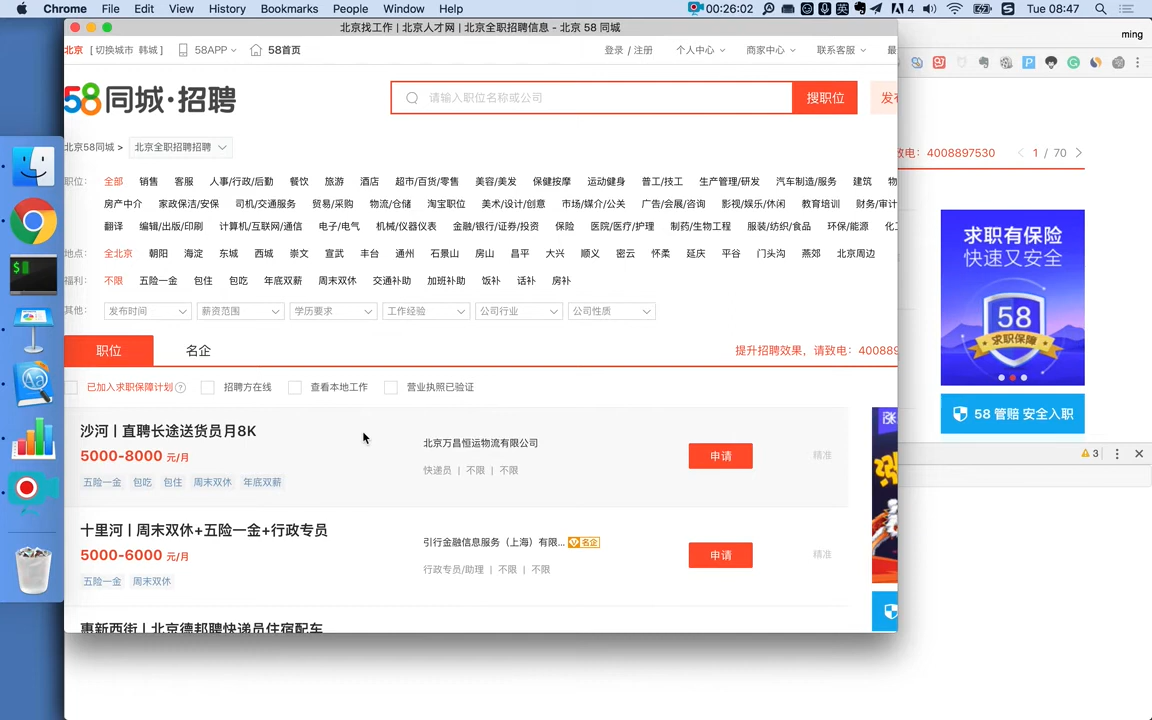 Chrome File Edit View History Bookmarks People Window Help 00:26:02 4 Tue 08:47
北京找工作 | 北京人才网 | 北京全职招聘信息 - 北京 58 同城
ming
北京 [ 切换城市 韩城 ] 58APP 58首页 登录 / 注册 个人中心 商家中心 联系客服
58同城·招聘 请输入职位名称或公司 搜职位
致电：4008897530 1 / 70
北京58同城 > 北京全职招聘招聘
职位： 全部 销售 客服 人事/行政/后勤 餐饮 旅游 酒店 超市/百货/零售 美容/美发 保健按摩 运动健身 普工/技工 生产管理/研发 汽车制造/服务 建筑 物
房产中介 家政保洁/安保 司机/交通服务 贸易/采购 物流/仓储 淘宝职位 美术/设计/创意 市场/媒介/公关 广告/会展/咨询 影视/娱乐/休闲 教育培训 财务/审计
翻译 编辑/出版/印刷 计算机/互联网/通信 电子/电气 机械/仪器仪表 金融/银行/证券/投资 保险 医院/医疗/护理 制药/生物工程 服装/纺织/食品 环保/能源 化工
地点： 全北京 朝阳 海淀 东城 西城 崇文 宣武 丰台 通州 石景山 房山 昌平 大兴 顺义 密云 怀柔 延庆 平谷 门头沟 燕郊 北京周边
福利： 不限 五险一金 包住 包吃 年底双薪 周末双休 交通补助 加班补助 饭补 话补 房补
其他： 发布时间 薪资范围 学历要求 工作经验 公司行业 公司性质
求职有保险
快速又安全
58
求职保障
58 管赔 安全入职
职位 名企 提升招聘效果，请致电：40088
已加入求职保障计划 ? 招聘方在线 查看本地工作 营业执照已验证
3
沙河 | 直聘长途送货员月8K
5000-8000 元/月
五险一金 包吃 包住 周末双休 年底双薪
北京万昌恒运物流有限公司
快递员 | 不限 | 不限
申请 精准
十里河 | 周末双休+五险一金+行政专员
5000-6000 元/月
五险一金 周末双休
引行金融信息服务（上海）有限... 名企
行政专员/助理 | 不限 | 不限
申请 精准
惠新西街 | 北京德邦聘快递员住宿配车